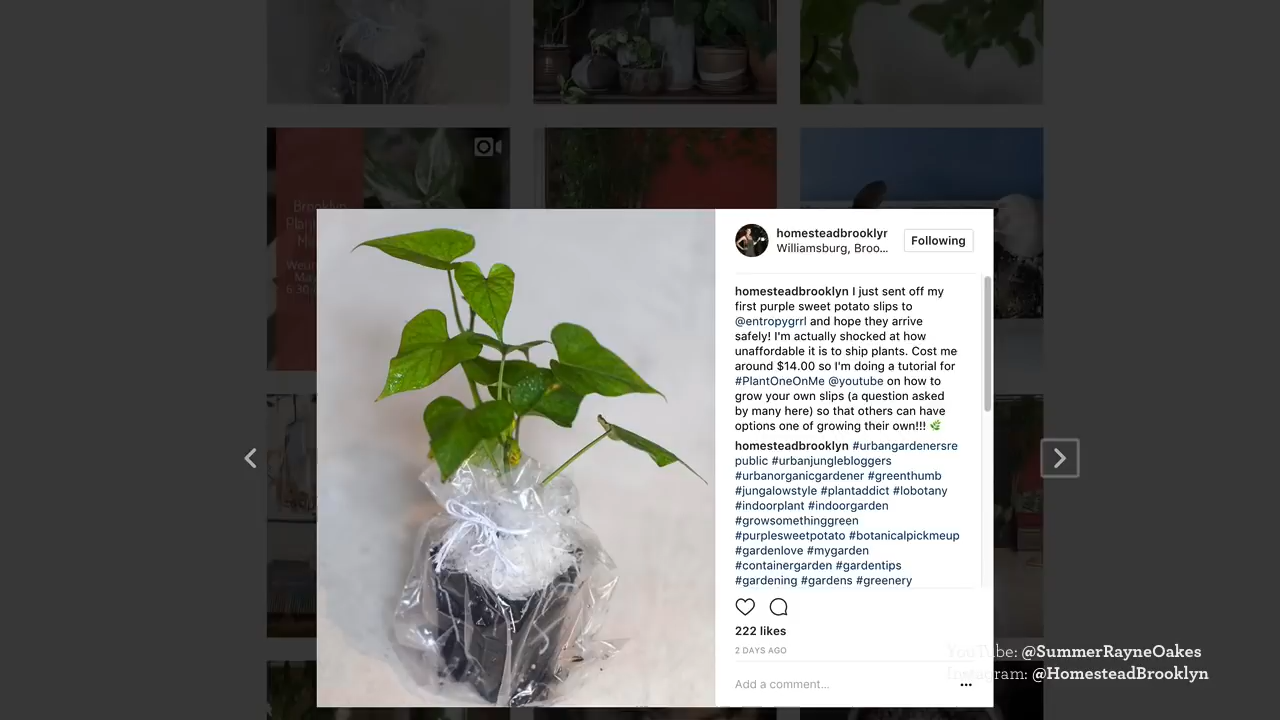 Brooklyn
homesteadbrooklyn
Williamsburg, Broo...
Following
homesteadbrooklyn I just sent off my
first purple sweet potato slips to
@entropygrrl and hope they arrive
safely! I'm actually shocked at how
unaffordable it is to ship plants. Cost me
around $14.00 so I'm doing a tutorial for
#PlantOneOnMe @youtube on how to
grow your own slips (a question asked
by many here) so that others can have
options one of growing their own!!! 🌿
homesteadbrooklyn #urbangardenersre
public #urbanjunglebloggers
#urbanorganicgardener #greenthumb
#jungalowstyle #plantaddict #lobotany
#indoorplant #indoorgarden
#growsomethinggreen
#purplesweetpotato #botanicalpickmeup
#gardenlove #mygarden
#containergarden #gardentips
#gardening #gardens #greenery
222 likes
2 DAYS AGO
Add a comment...
YouTube: @SummerRayneOakes
Instagram: @HomesteadBrooklyn